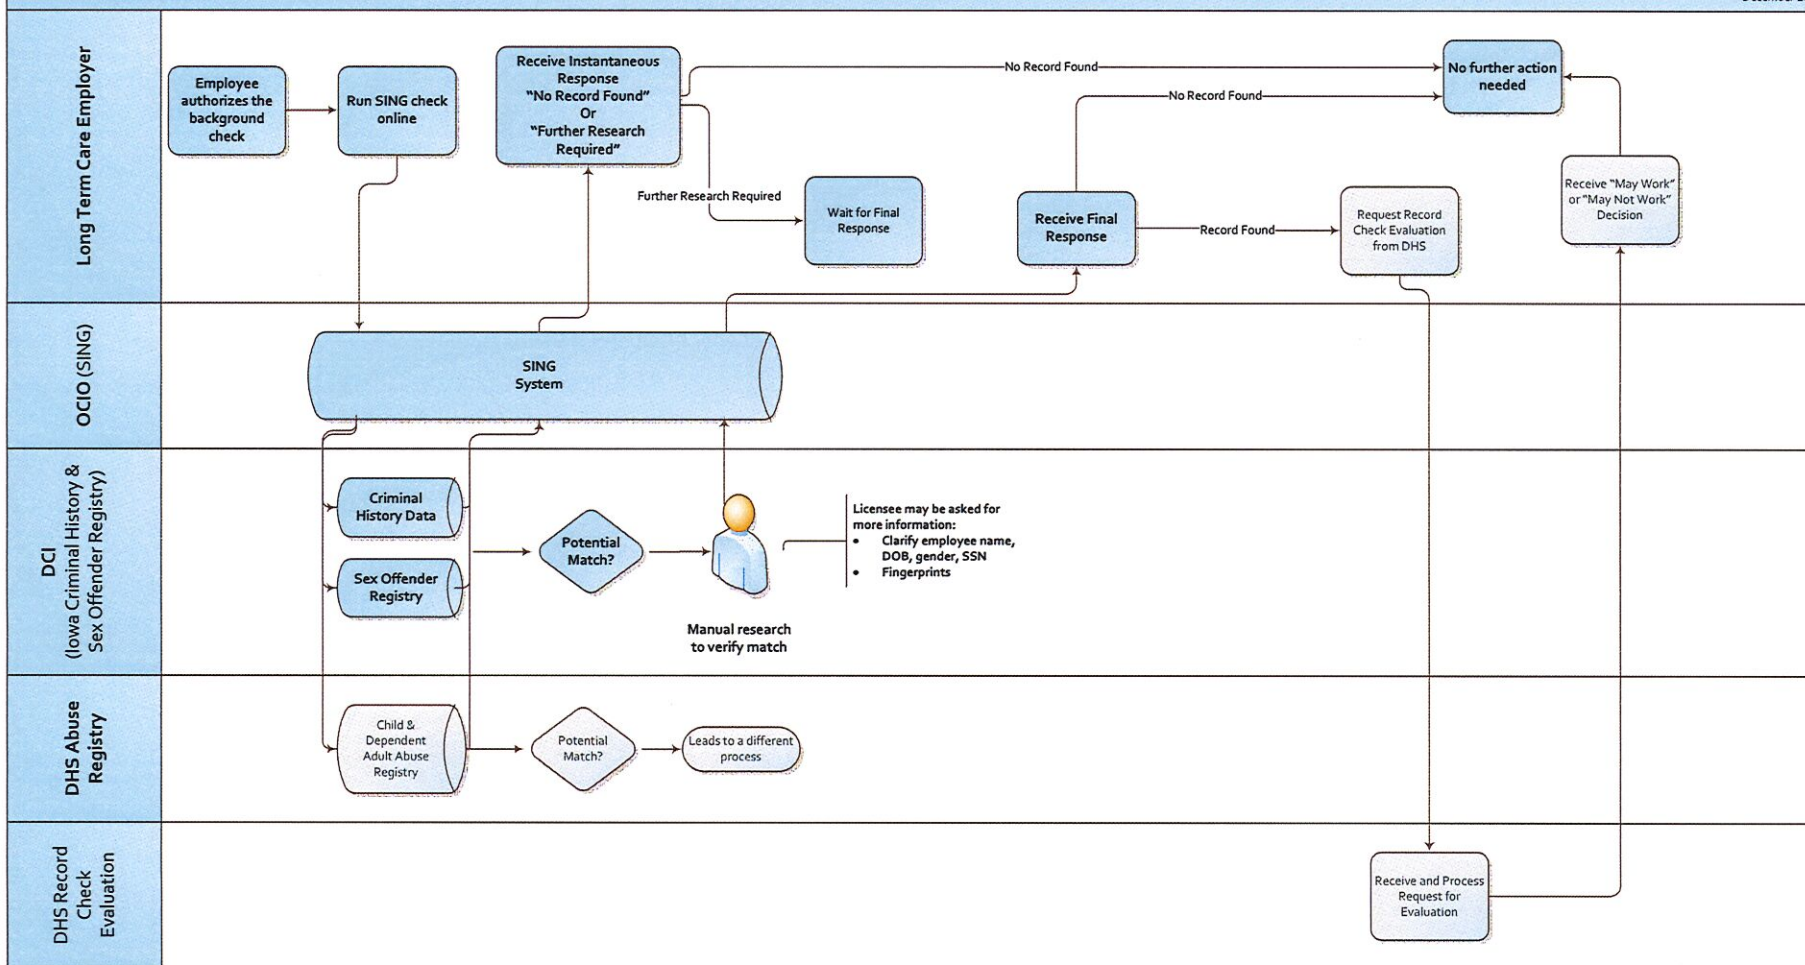 Long Term Care Employer
Employee
authorizes the
background
check
Run SING check
online
Receive Instantaneous
Response
“No Record Found”
Or
“Further Research
Required”
No Record Found
No Record Found
No further action
needed
Further Research Required
Wait for Final
Response
Receive Final
Response
Record Found
Request Record
Check Evaluation
from DHS
Receive “May Work”
or “May Not Work”
Decision
OCIO (SING)
SING
System
DCI
(Iowa Criminal History &
Sex Offender Registry)
Criminal
History Data
Sex Offender
Registry
Potential
Match?
Manual research
to verify match
Licensee may be asked for
more information:
• Clarify employee name,
DOB, gender, SSN
• Fingerprints
DHS Abuse
Registry
Child &
Dependent
Adult Abuse
Registry
Potential
Match?
Leads to a different
process
DHS Record
Check
Evaluation
Receive and Process
Request for
Evaluation